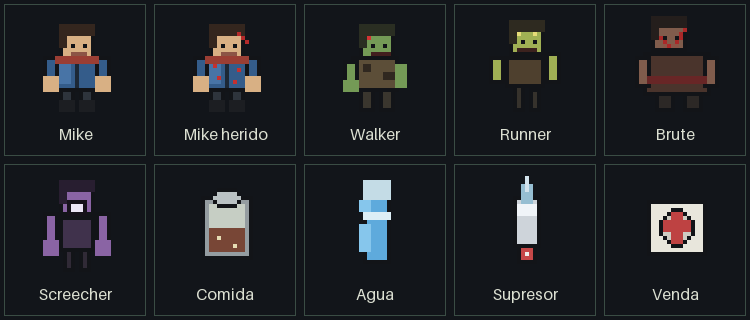 Mike
Mike herido
Walker
Runner
Brute
Screecher
Comida
Agua
Supresor
Venda